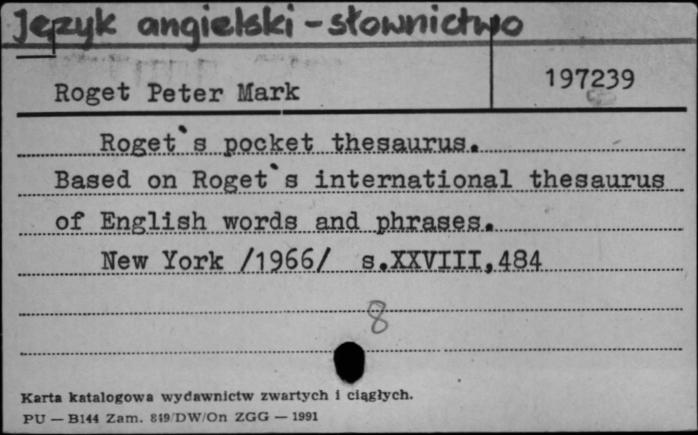 Język angielski - słownictwo
197239
Roget Peter Mark
Roget`s pocket thesaurus.
Based on Roget`s international thesaurus
of English words and phrases.
New York /1966/ s.XXVIII,484
8
Karta katalogowa wydawnictw zwartych i ciągłych.
PU — B144 Zam. 849/DW/On ZGG — 1991